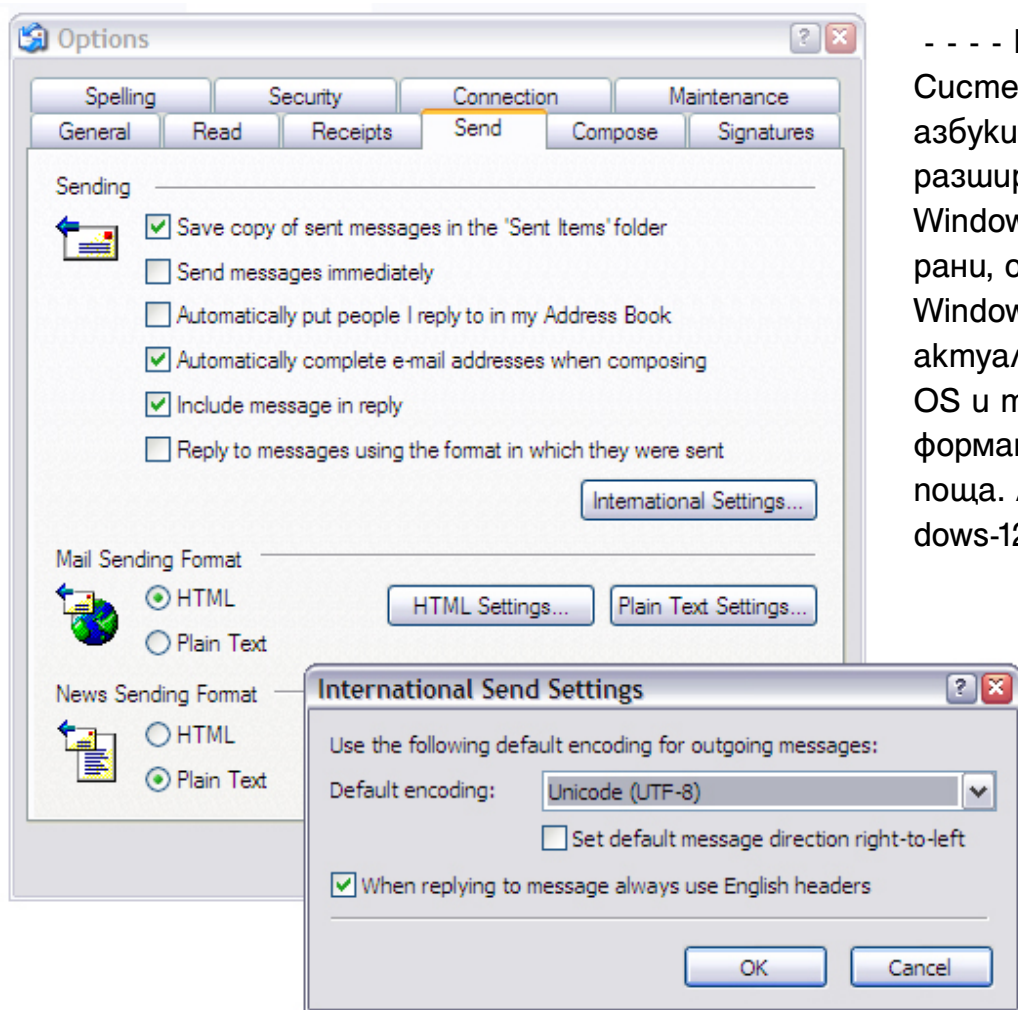 Options
Spelling Security Connection Maintenance
General Read Receipts Send Compose Signatures
Sending
Save copy of sent messages in the 'Sent Items' folder
Send messages immediately
Automatically put people I reply to in my Address Book
Automatically complete e-mail addresses when composing
Include message in reply
Reply to messages using the format in which they were sent
International Settings...
Mail Sending Format
HTML
HTML Settings... Plain Text Settings...
Plain Text
News Sending Format
HTML
Plain Text
International Send Settings
Use the following default encoding for outgoing messages:
Default encoding: Unicode (UTF-8)
Set default message direction right-to-left
When replying to message always use English headers
OK Cancel
- - - -
азбуки
рани,
OS и
поща.